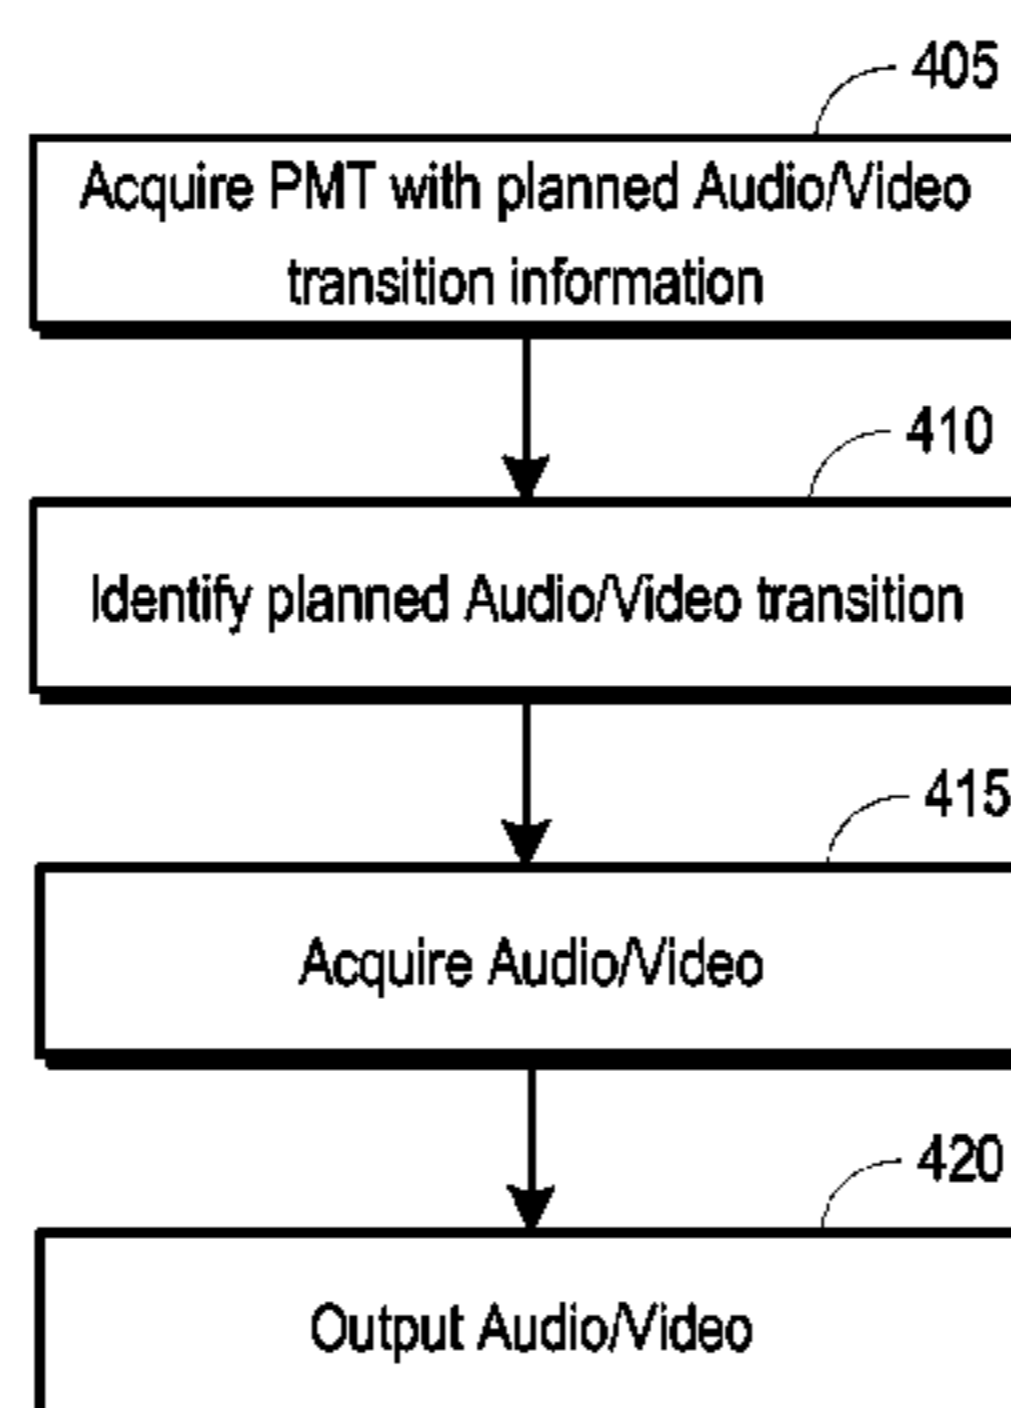 405
Acquire PMT with planned Audio/Video
transition information
410
Identify planned Audio/Video transition
415
Acquire Audio/Video
420
Output Audio/Video